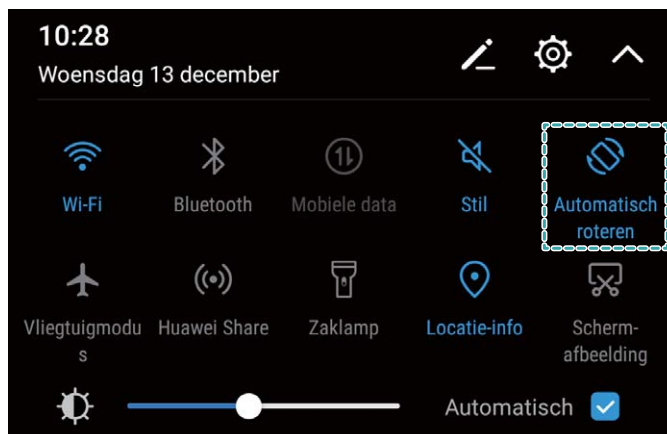 10:28
Woensdag 13 december
Wi-Fi
Bluetooth
Mobiele data
Stil
Automatisch
roteren
Vliegtuigmodu
s
Huawei Share
Zaklamp
Locatie-info
Scherm-
afbeelding
Automatisch